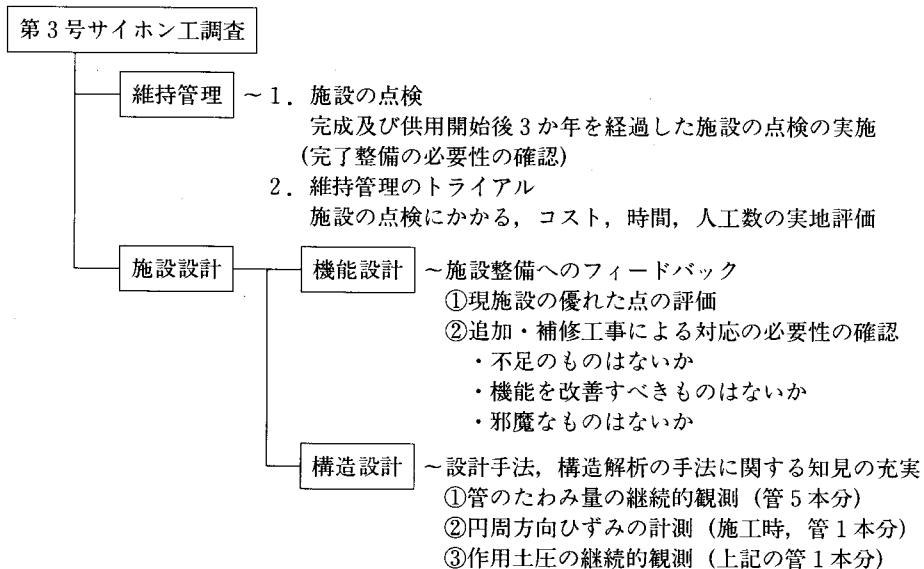 第3号サイホン工調査
維持管理 ~1. 施設の点検
完成及び供用開始後3か年を経過した施設の点検の実施
(完了整備の必要性の確認)
2. 維持管理のトライアル
施設の点検にかかる,コスト,時間,人工数の実地評価
施設設計 機能設計 ~施設整備へのフィードバック
①現施設の優れた点の評価
②追加・補修工事による対応の必要性の確認
・不足のものはないか
・機能を改善すべきものはないか
・邪魔なものはないか
構造設計 ~設計手法,構造解析の手法に関する知見の充実
①管のたわみ量の継続的観測(管5本分)
②円周方向ひずみの計測(施工時,管1本分)
③作用土圧の継続的観測(上記の管1本分)